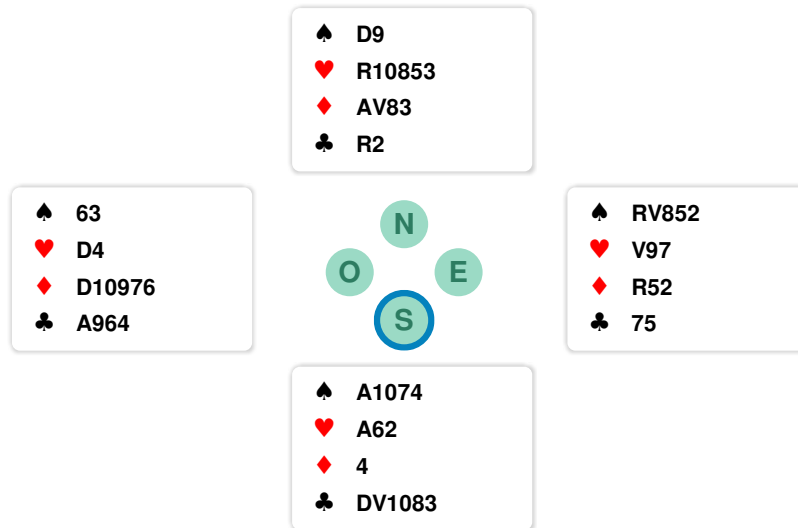 ♠ D9
♥ R10853
♦ AV83
♣ R2
♠ 63
♥ D4
♦ D10976
♣ A964
N
O E
S
♠ RV852
♥ V97
♦ R52
♣ 75
♠ A1074
♥ A62
♦ 4
♣ DV1083